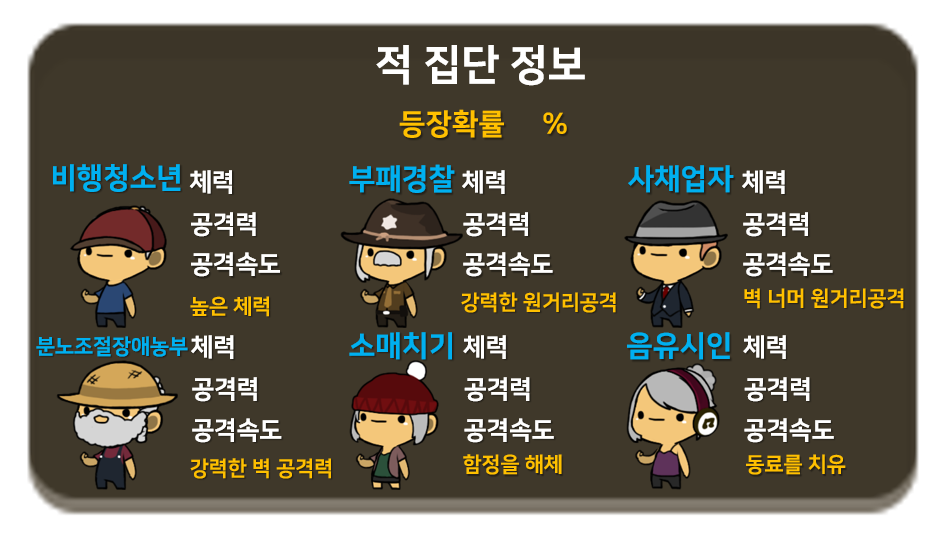 적 집단 정보
등장확률 %
비행청소년 체력
공격력
공격속도
높은 체력
부패경찰 체력
공격력
공격속도
강력한 원거리공격
사채업자 체력
공격력
공격속도
벽 너머 원거리공격
분노조절장애농부 체력
공격력
공격속도
강력한 벽 공격력
소매치기 체력
공격력
공격속도
함정을 해체
음유시인 체력
공격력
공격속도
동료를 치유